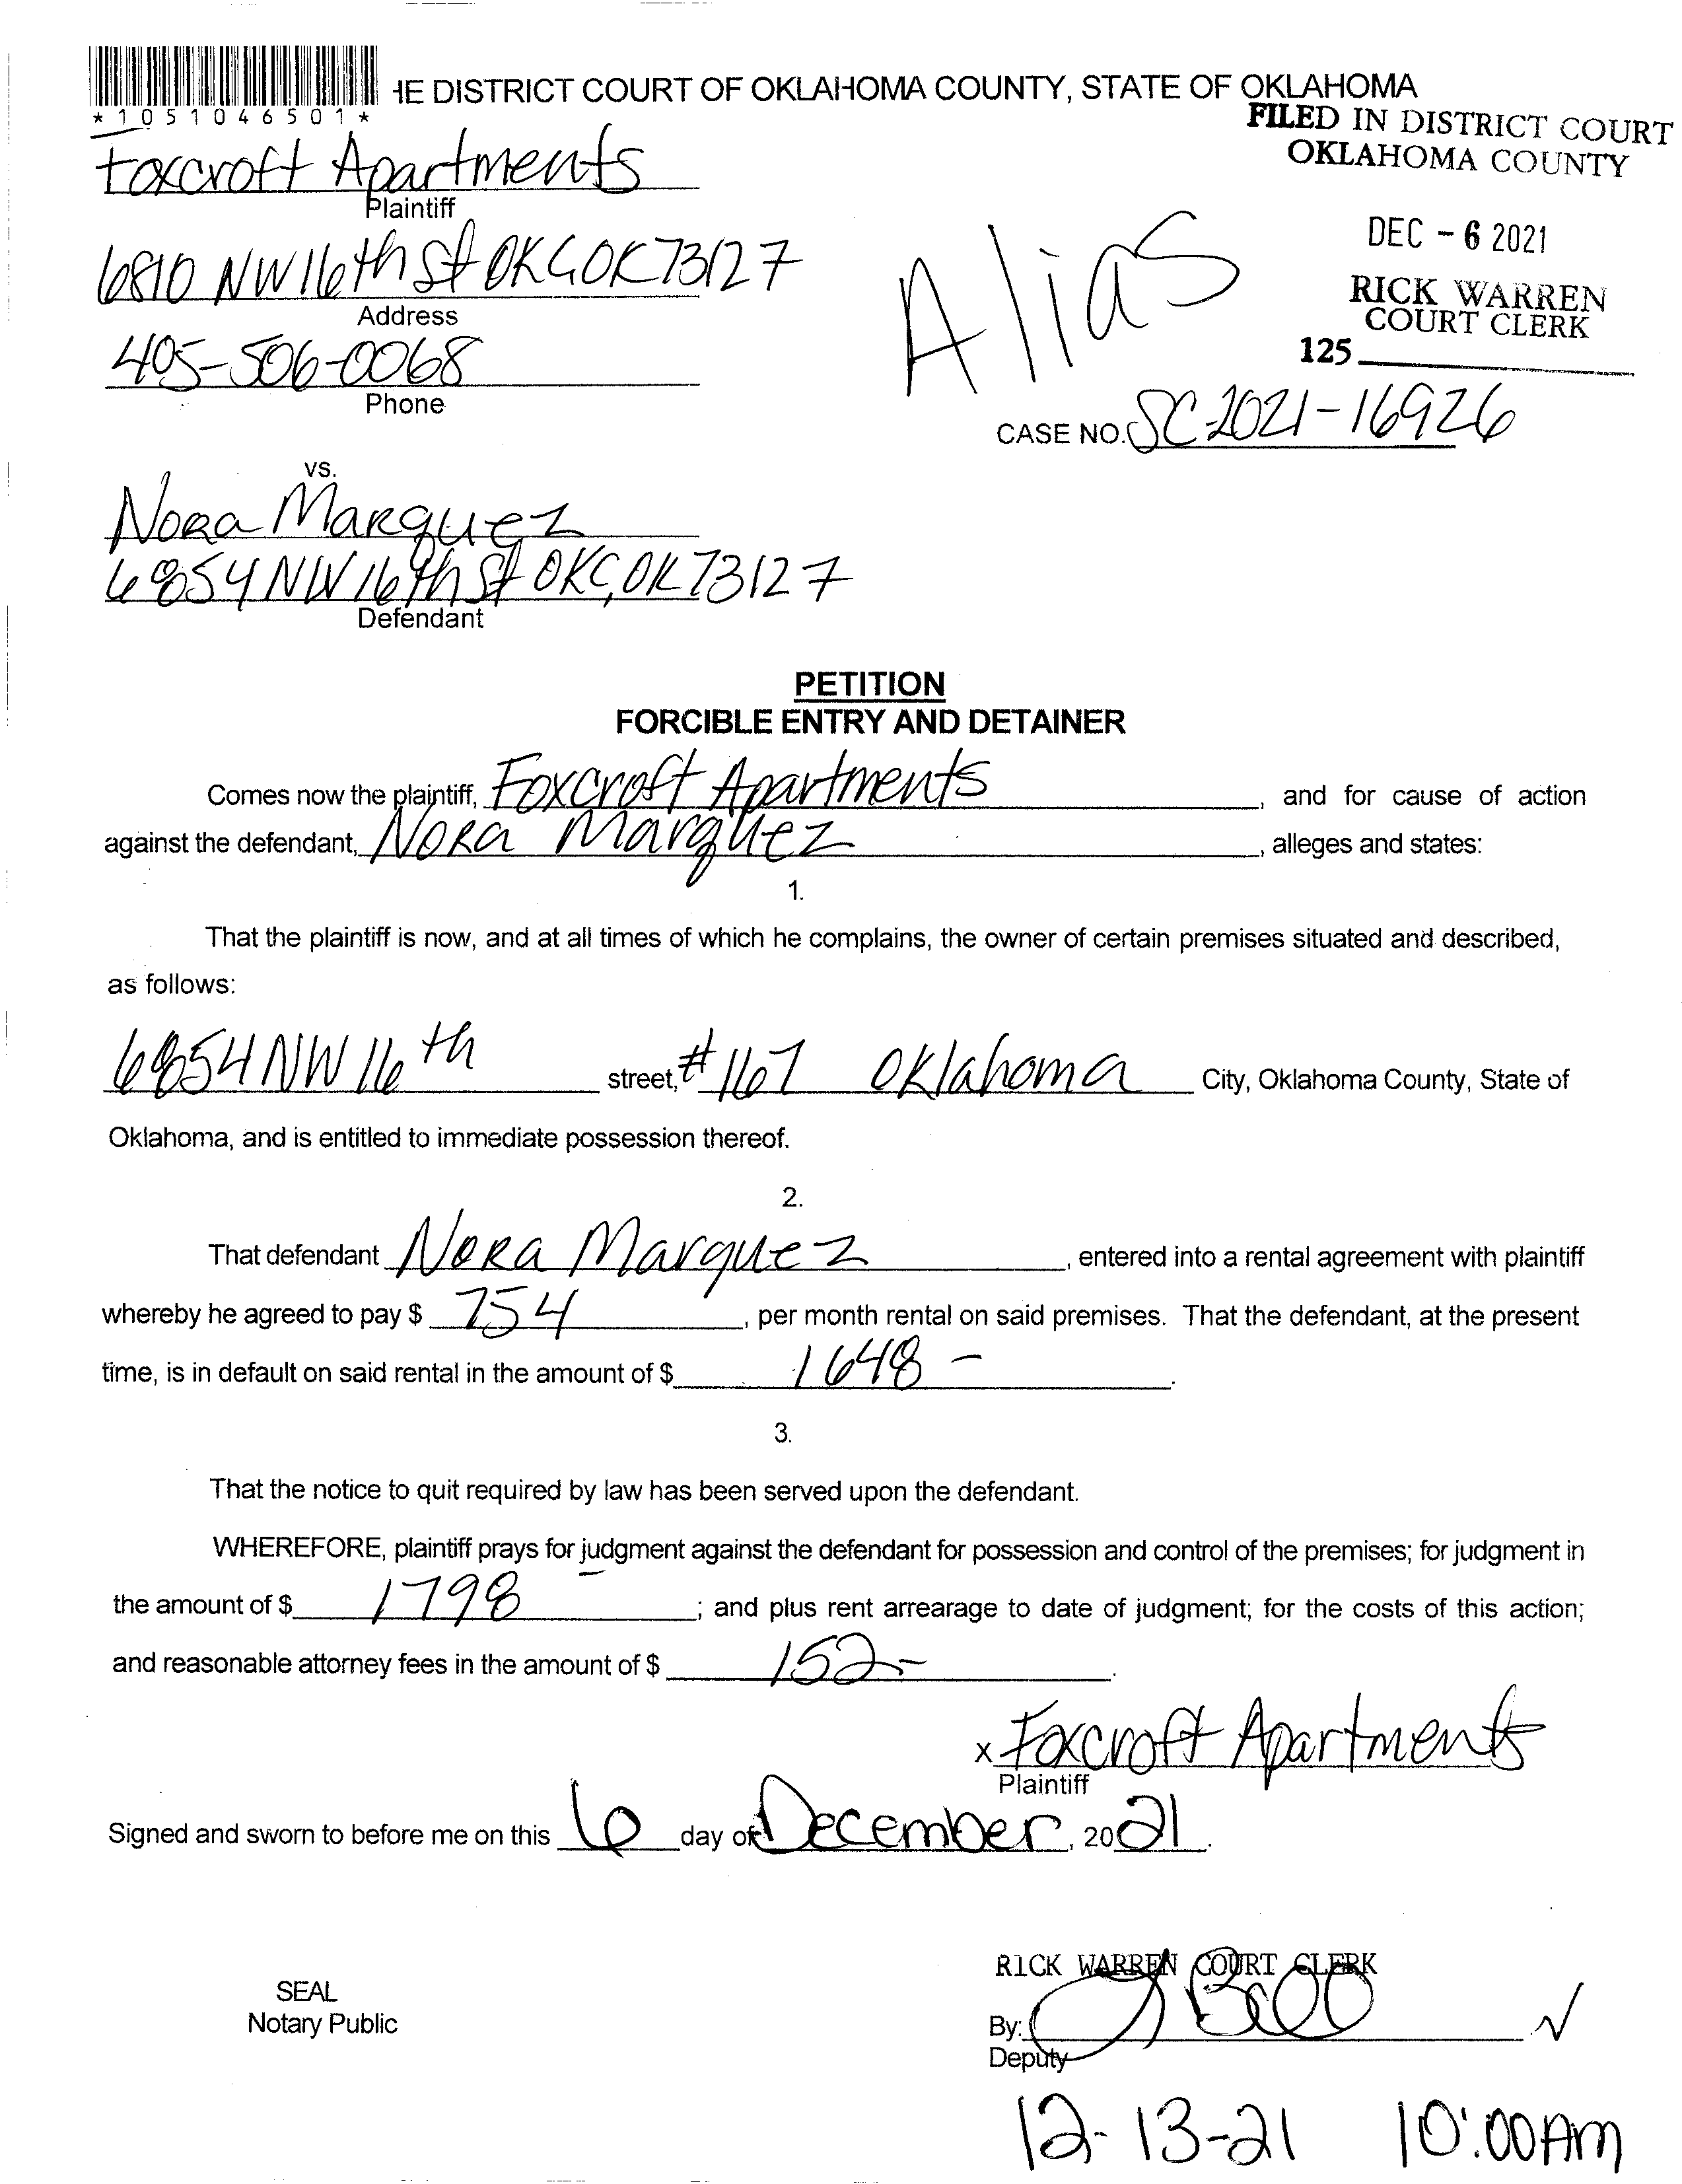 HE DISTRICT COURT OF OKLAHOMA COUNTY, STATE OF OKLAHOMA
*1051046501*
FILED IN DISTRICT COURT
OKLAHOMA COUNTY
Foxcroft Apartments
Plaintiff
DEC - 6 2021
6810 NW 16th St OKC OK 73127
Address
Alias
RICK WARREN
COURT CLERK
405-506-0068
125
Phone
CASE NO. SC-2021-16926
vs.
Nora Marquez
6854 NW 16th St OKC, OK 73127
Defendant
PETITION
FORCIBLE ENTRY AND DETAINER
Comes now the plaintiff, Foxcroft Apartments, and for cause of action
against the defendant, Nora Marquez, alleges and states:
1.
That the plaintiff is now, and at all times of which he complains, the owner of certain premises situated and described,
as follows:
6854 NW 16th street, #167 Oklahoma City, Oklahoma County, State of
Oklahoma, and is entitled to immediate possession thereof.
2.
That defendant Nora Marquez, entered into a rental agreement with plaintiff
whereby he agreed to pay $ 754, per month rental on said premises. That the defendant, at the present
time, is in default on said rental in the amount of $ 1648-.
3.
That the notice to quit required by law has been served upon the defendant.
WHEREFORE, plaintiff prays for judgment against the defendant for possession and control of the premises; for judgment in
the amount of $ 1798-; and plus rent arrearage to date of judgment; for the costs of this action;
and reasonable attorney fees in the amount of $ 152-.
x Foxcroft Apartments
Plaintiff
Signed and sworn to before me on this 6 day of December, 2021.
RICK WARREN COURT CLERK
SEAL
Notary Public
By:
Deputy
12-13-21 10:00AM